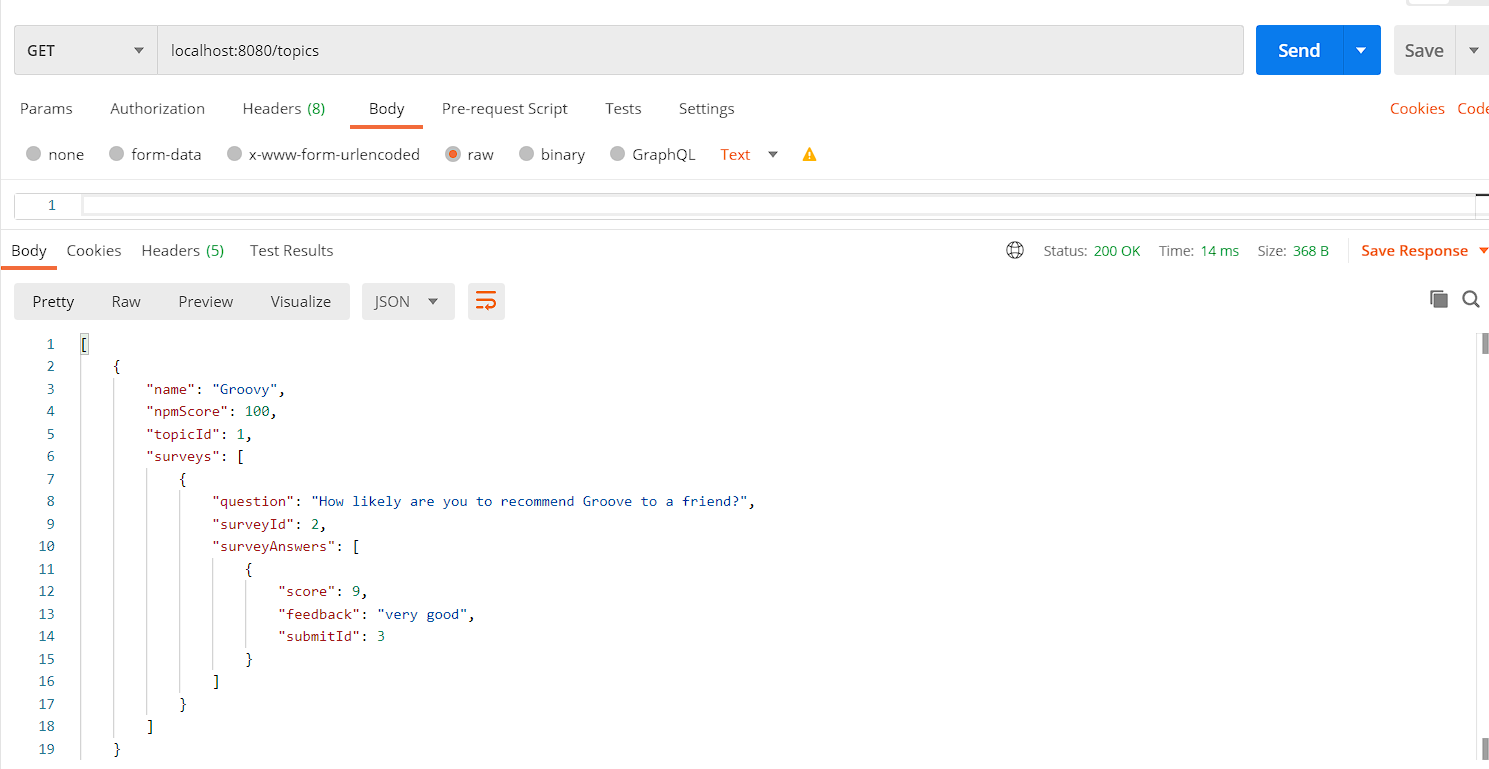 GET localhost:8080/topics Send Save
Params Authorization Headers (8) Body Pre-request Script Tests Settings Cookies Code
none form-data x-www-form-urlencoded raw binary GraphQL Text
1
Body Cookies Headers (5) Test Results Status: 200 OK Time: 14 ms Size: 368 B Save Response
Pretty Raw Preview Visualize JSON
1 [
2 {
3 "name": "Groovy",
4 "npmScore": 100,
5 "topicId": 1,
6 "surveys": [
7 {
8 "question": "How likely are you to recommend Groove to a friend?",
9 "surveyId": 2,
10 "surveyAnswers": [
11 {
12 "score": 9,
13 "feedback": "very good",
14 "submitId": 3
15 }
16 ]
17 }
18 ]
19 }